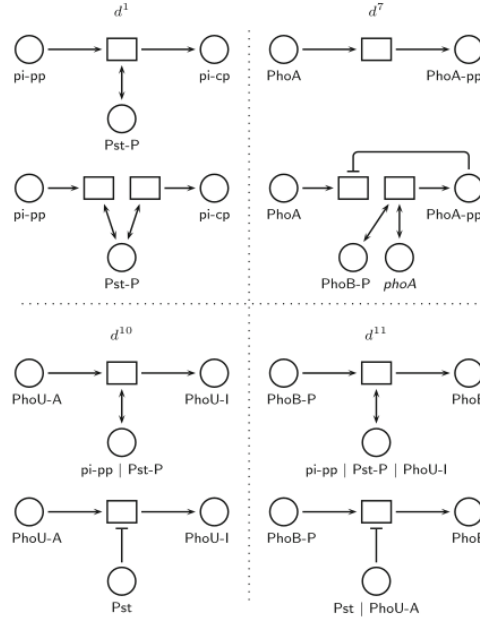 d¹ d⁷
pi-pp pi-cp PhoA PhoA-pp
Pst-P
pi-pp pi-cp PhoA PhoA-pp
Pst-P PhoB-P phoA
d¹⁰ d¹¹
PhoU-A PhoU-I PhoB-P PhoB
pi-pp | Pst-P pi-pp | Pst-P | PhoU-I
PhoU-A PhoU-I PhoB-P PhoB
Pst Pst | PhoU-A